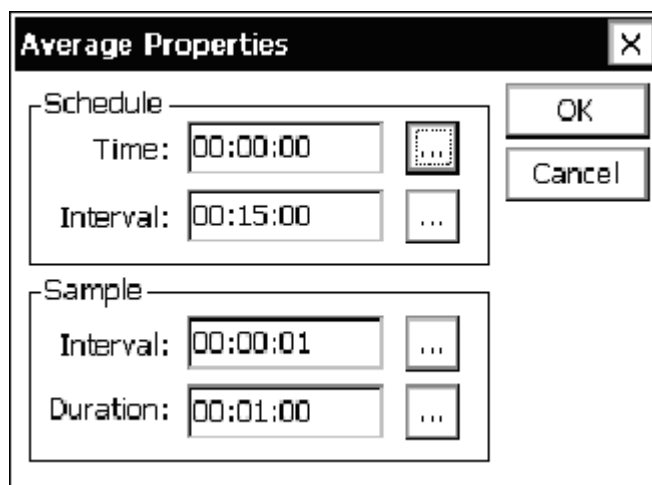 Average Properties
Schedule
Time: 00:00:00 ...
Interval: 00:15:00 ...
Sample
Interval: 00:00:01 ...
Duration: 00:01:00 ...
OK
Cancel